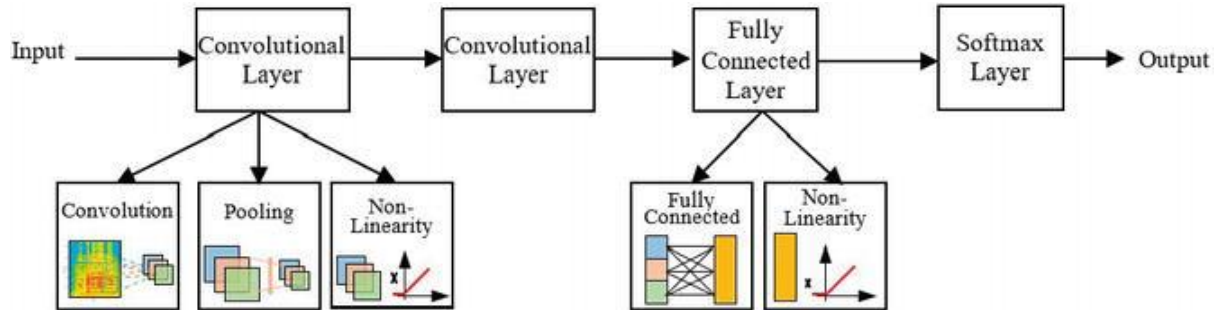 Input
Convolutional
Layer
Convolutional
Layer
Fully
Connected
Layer
Softmax
Layer
Output
Convolution
Pooling
Non-
Linearity
x
Fully
Connected
Non-
Linearity
x